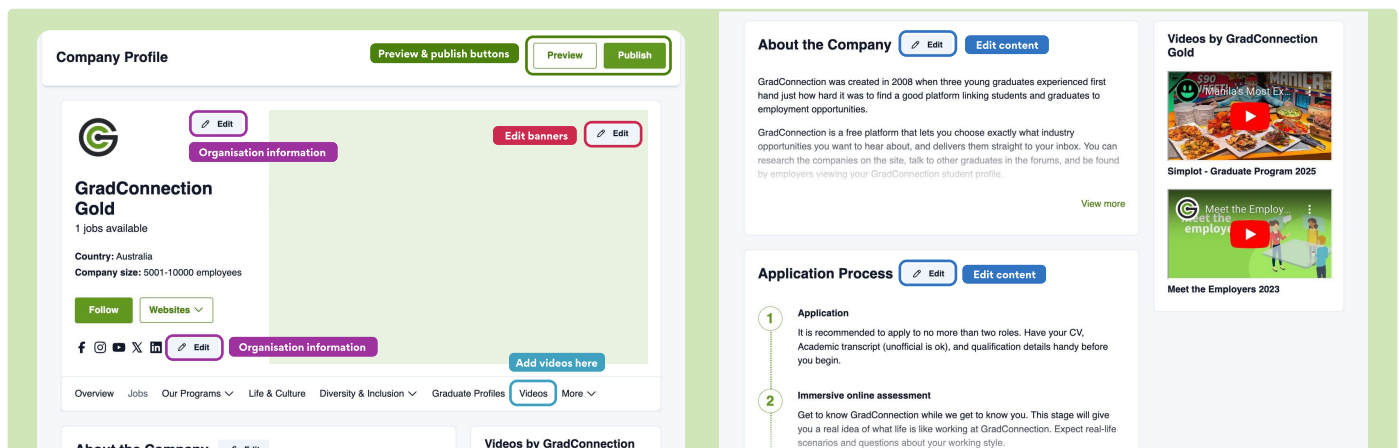 Company Profile
Preview & publish buttons
Preview
Publish
Edit
Organisation information
Edit banners
Edit
GradConnection
Gold
1 jobs available
Country: Australia
Company size: 5001-10000 employees
Follow
Websites
Edit
Organisation information
Add videos here
Overview
Jobs
Our Programs
Life & Culture
Diversity & Inclusion
Graduate Profiles
Videos
More
About the Company
Edit
Videos by GradConnection
About the Company
Edit
Edit content
GradConnection was created in 2008 when three young graduates experienced first
hand just how hard it was to find a good platform linking students and graduates to
employment opportunities.
GradConnection is a free platform that lets you choose exactly what industry
opportunities you want to hear about, and delivers them straight to your inbox. You can
research the companies on the site, talk to other graduates in the forums, and be found
by employers viewing your GradConnection student profile.
View more
Application Process
Edit
Edit content
1
Application
It is recommended to apply to no more than two roles. Have your CV,
Academic transcript (unofficial is ok), and qualification details handy before
you begin.
2
Immersive online assessment
Get to know GradConnection while we get to know you. This stage will give
you a real idea of what life is like working at GradConnection. Expect real-life
scenarios and questions about your working style.
Videos by GradConnection
Gold
$90
MANILA
Manila's Most Ex...
Simplot - Graduate Program 2025
Meet the Employ...
meet the
employe
Meet the Employers 2023